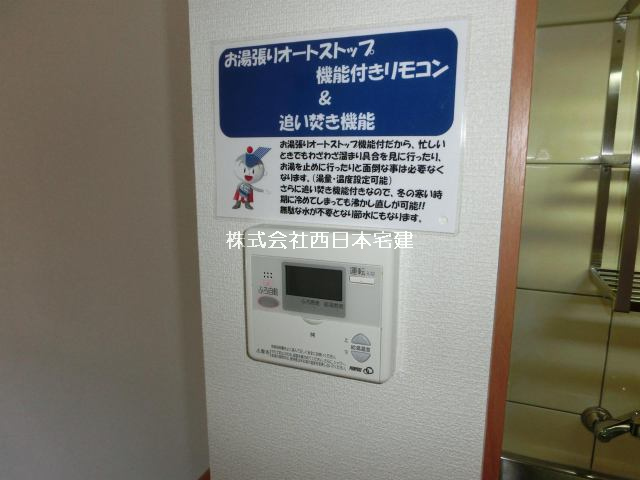 お湯張りオートストップ
機能付きリモコン
&
追い焚き機能
お湯張りオートストップ機能付だから、忙しい
ときでもわざわざ溜まり具合を見に行ったり、
お湯を止めに行ったりと面倒な事は必要なく
なります。(湯量・温度設定可能)
さらに追い焚き機能付きなので、冬の寒い時
期に冷めてしまっても沸かし直しが可能!!
無駄な水が不要となり節水にもなります。
株式会社西日本宅建
運転
ふろ自動
給湯温度